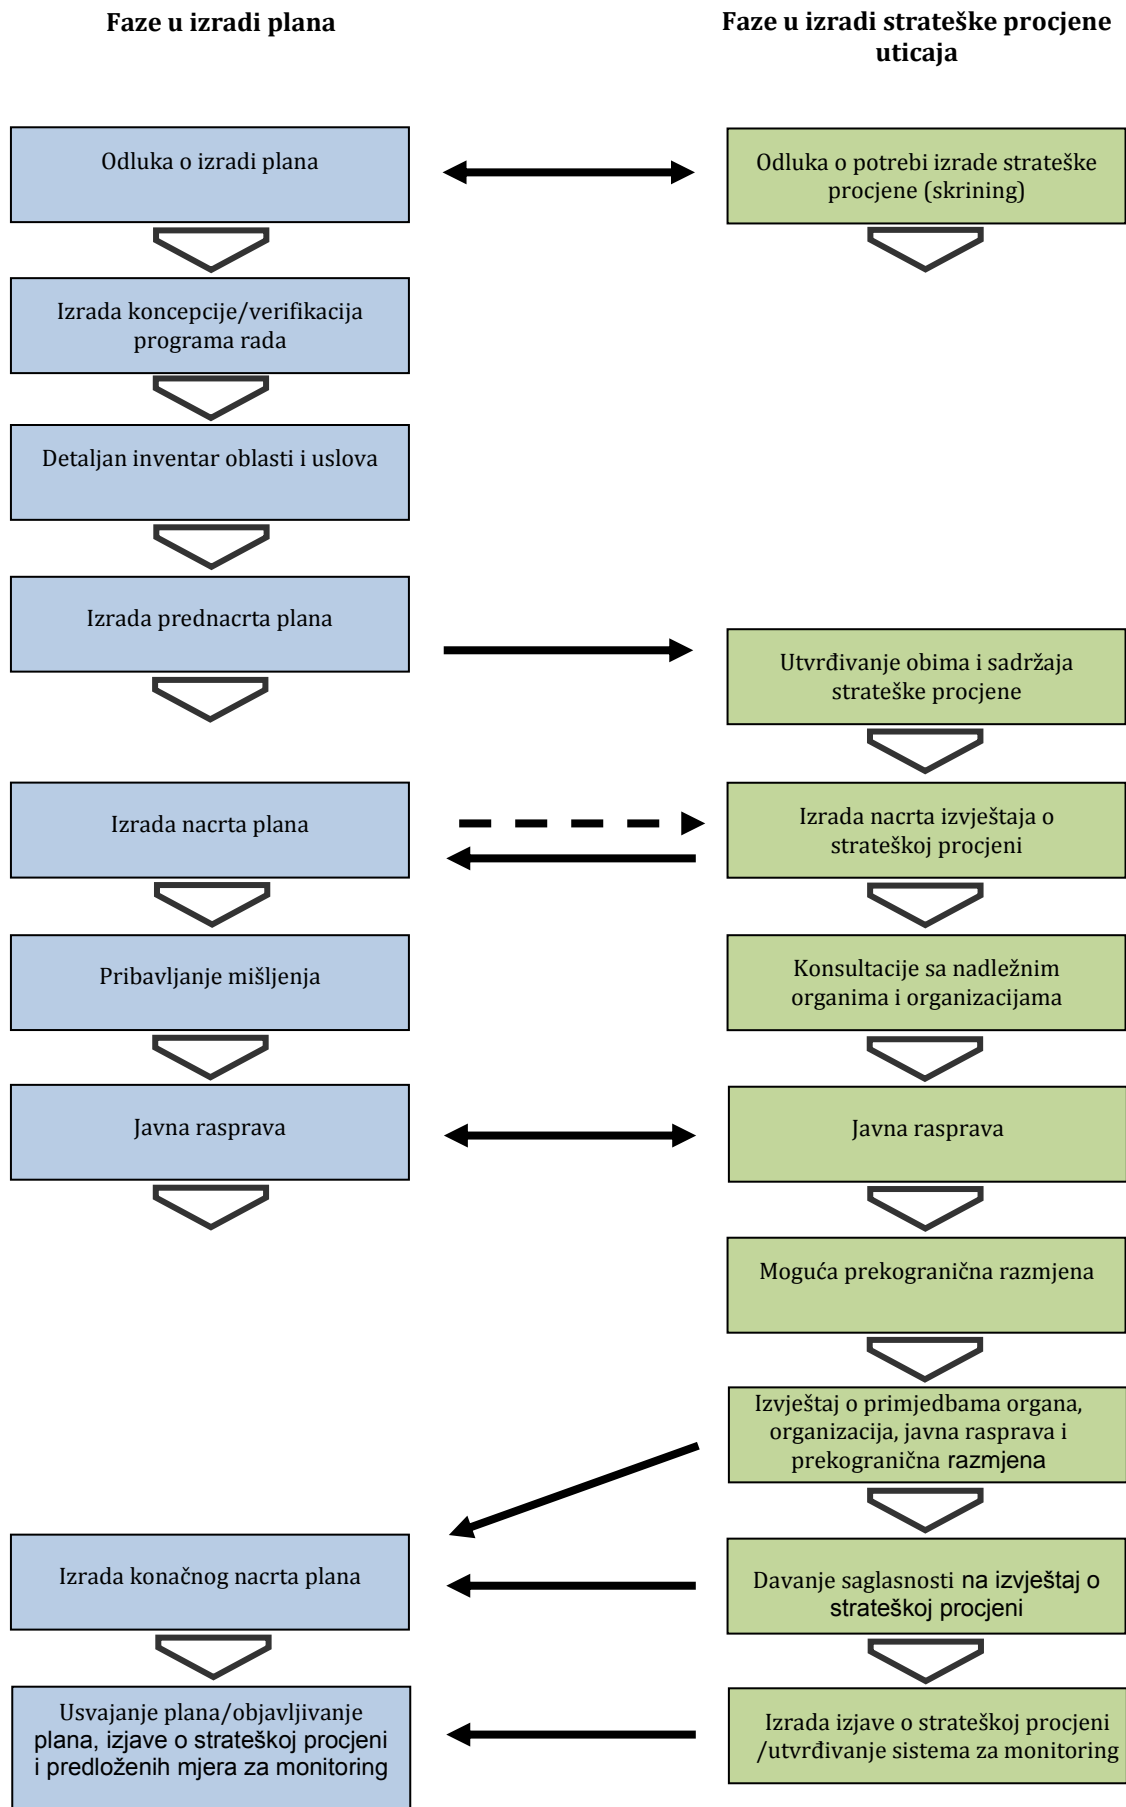 Faze u izradi plana
Faze u izradi strateške procjene
uticaja
Odluka o izradi plana
Odluka o potrebi izrade strateške
procjene (skrining)
Izrada koncepcije/verifikacija
programa rada
Detaljan inventar oblasti i uslova
Izrada prednacrta plana
Utvrđivanje obima i sadržaja
strateške procjene
Izrada nacrta plana
Izrada nacrta izvještaja o
strateškoj procjeni
Pribavljanje mišljenja
Konsultacije sa nadležnim
organima i organizacijama
Javna rasprava
Javna rasprava
Moguća prekogranična razmjena
Izvještaj o primjedbama organa,
organizacija, javna rasprava i
prekogranična razmjena
Izrada konačnog nacrta plana
Davanje saglasnosti na izvještaj o
strateškoj procjeni
Usvajanje plana/objavljivanje
plana, izjave o strateškoj procjeni
i predloženih mjera za monitoring
Izrada izjave o strateškoj procjeni
/utvrđivanje sistema za monitoring